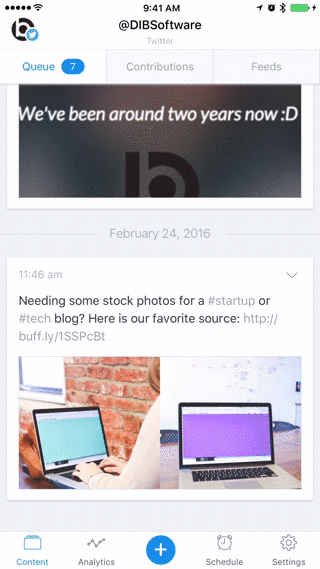 9:41 AM
@DIBSoftware
Twitter
Queue 7 Contributions Feeds
We've been around two years now :D
February 24, 2016
11:46 am
Needing some stock photos for a #startup or
#tech blog? Here is our favorite source: http://
buff.ly/1SSPcBt
Content Analytics Schedule Settings